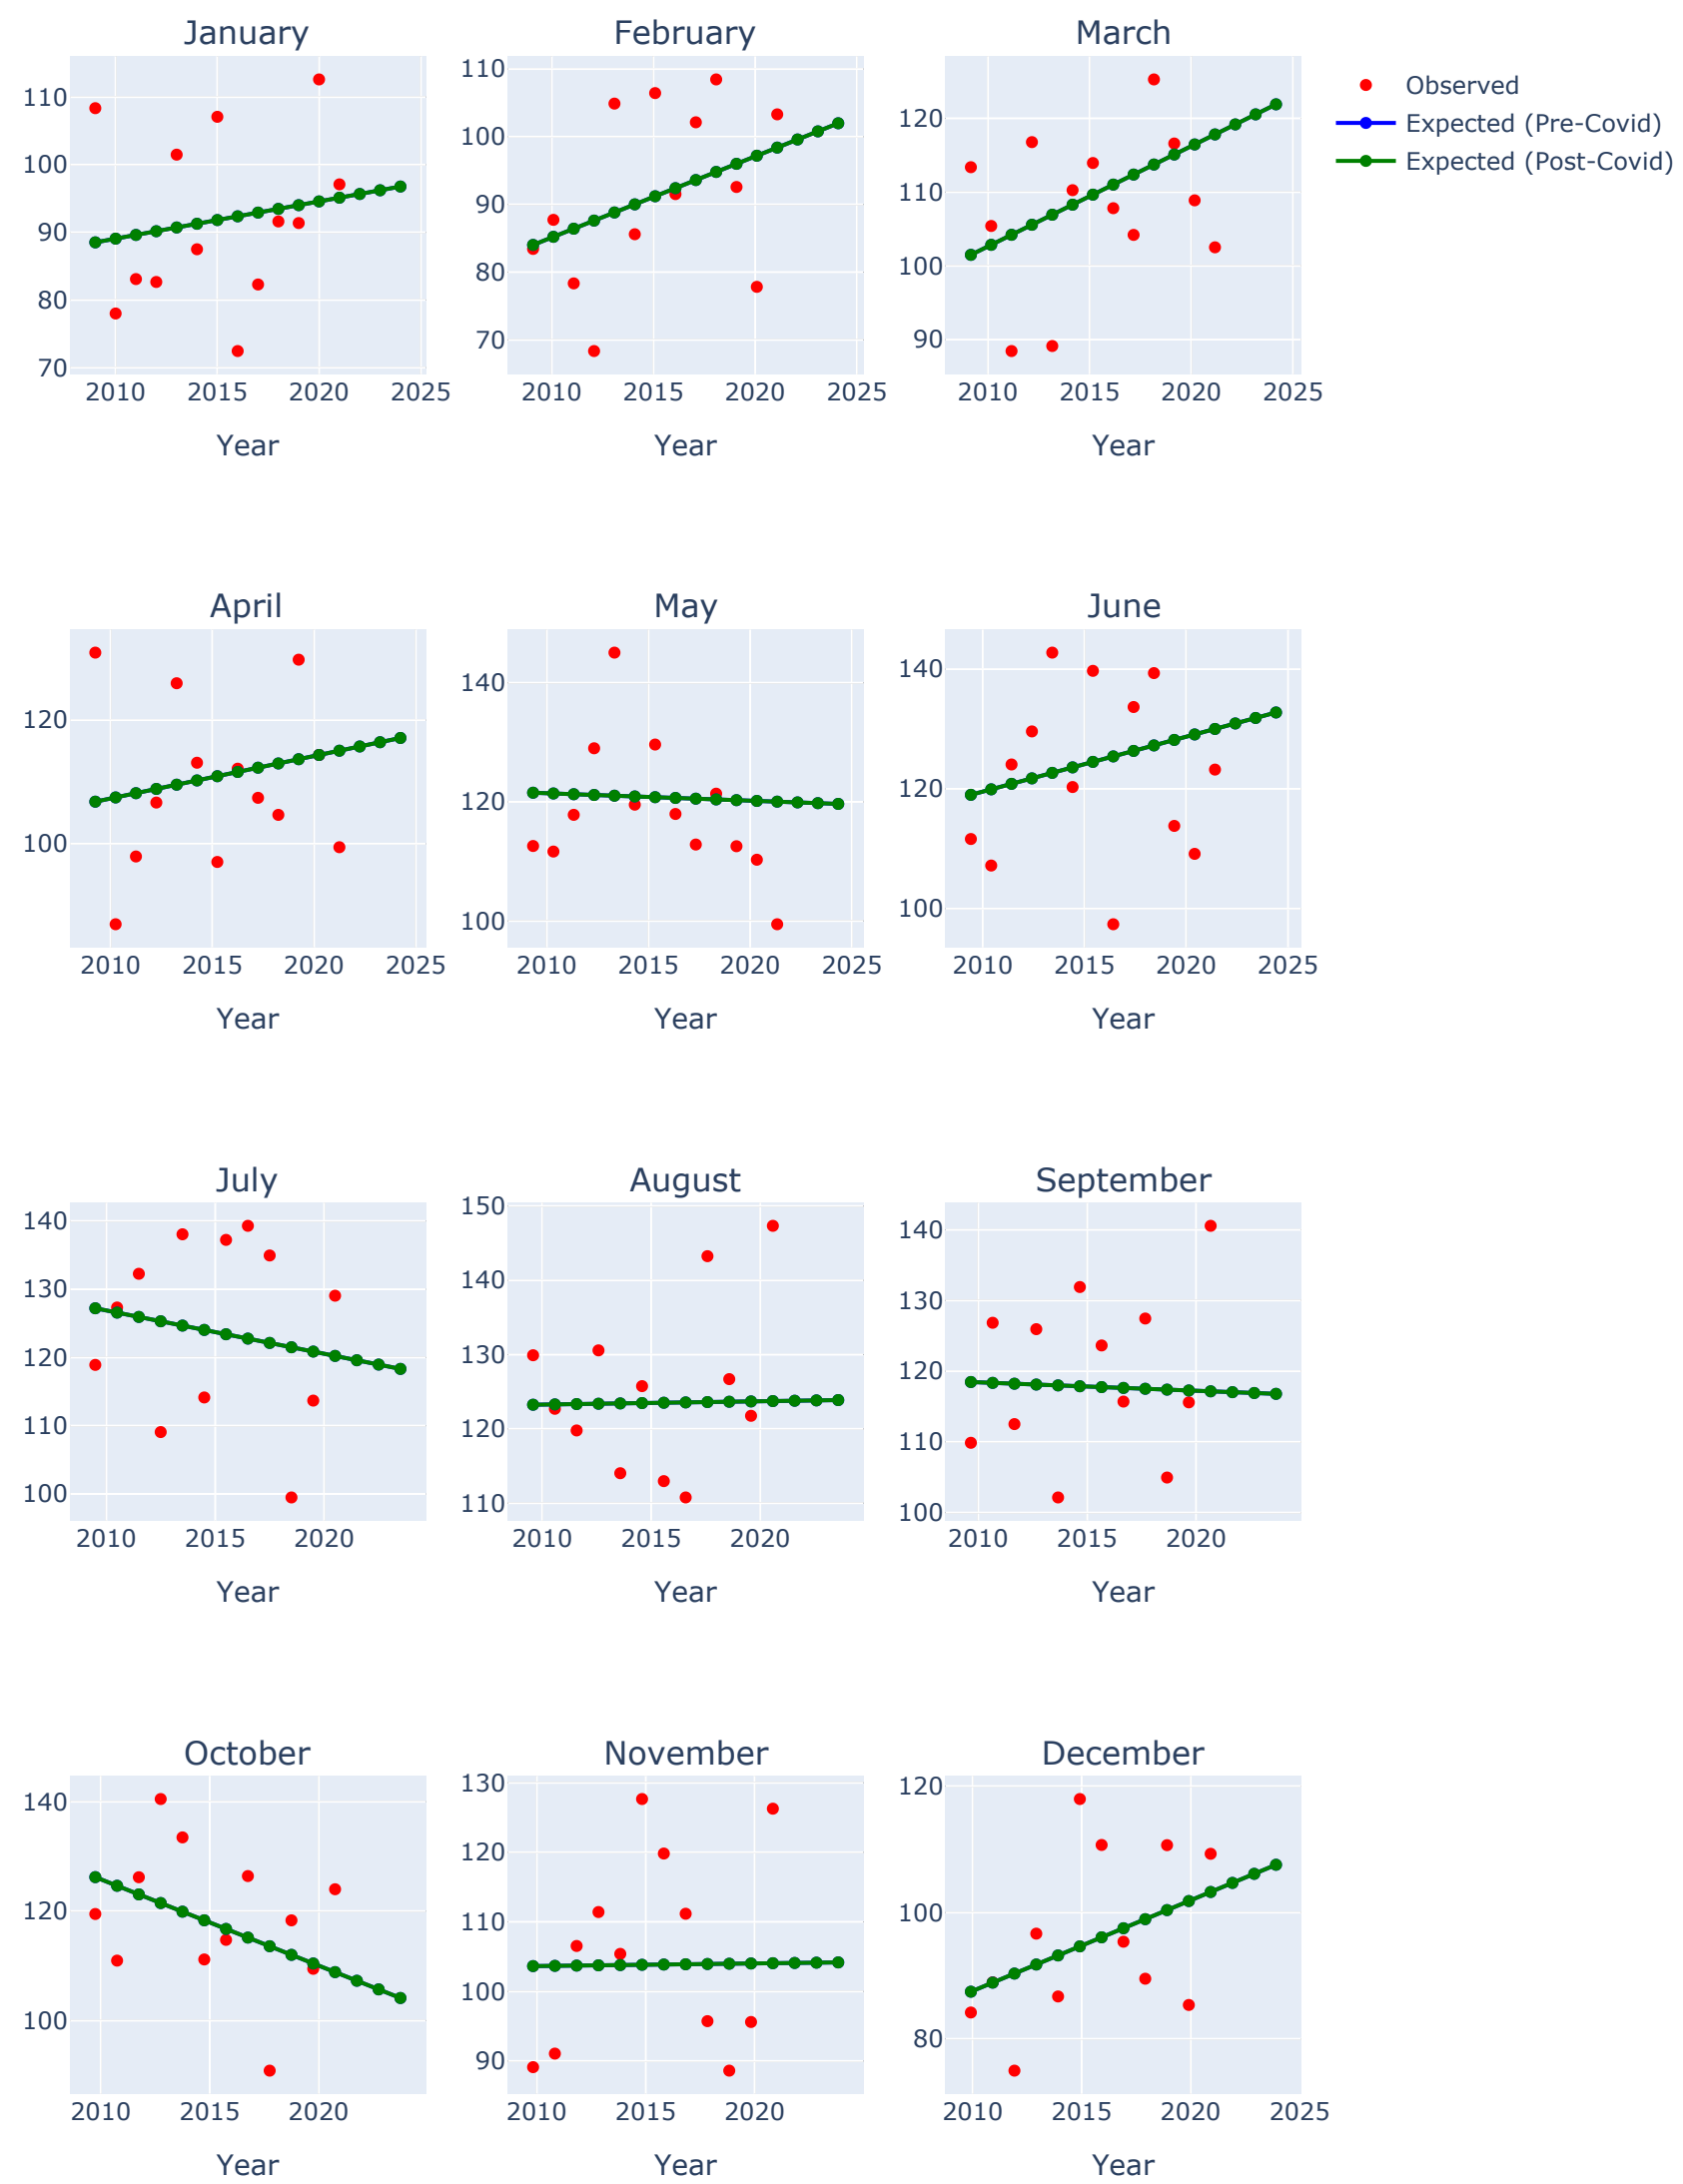 January
February
March
110
100
90
80
70
2010 2015 2020 2025
Year
110
100
90
80
70
2010 2015 2020 2025
Year
120
110
100
90
2010 2015 2020 2025
Year
Observed
Expected (Pre-Covid)
Expected (Post-Covid)
April
May
June
120
100
2010 2015 2020 2025
Year
140
120
100
2010 2015 2020 2025
Year
140
120
100
2010 2015 2020 2025
Year
July
August
September
140
130
120
110
100
2010 2015 2020
Year
150
140
130
120
110
2010 2015 2020
Year
140
130
120
110
100
2010 2015 2020
Year
October
November
December
140
120
100
2010 2015 2020
Year
130
120
110
100
90
2010 2015 2020
Year
120
100
80
2010 2015 2020 2025
Year